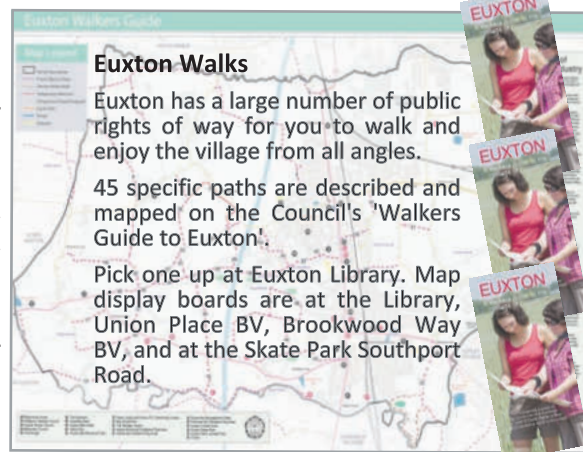 Euxton Walkers Guide
EUXTON
Euxton Walks
Euxton has a large number of public
rights of way for you to walk and
enjoy the village from all angles.
45 specific paths are described and
mapped on the Council's 'Walkers
Guide to Euxton'.
Pick one up at Euxton Library. Map
display boards are at the Library,
Union Place BV, Brookwood Way
BV, and at the Skate Park Southport
Road.
EUXTON
EUXTON